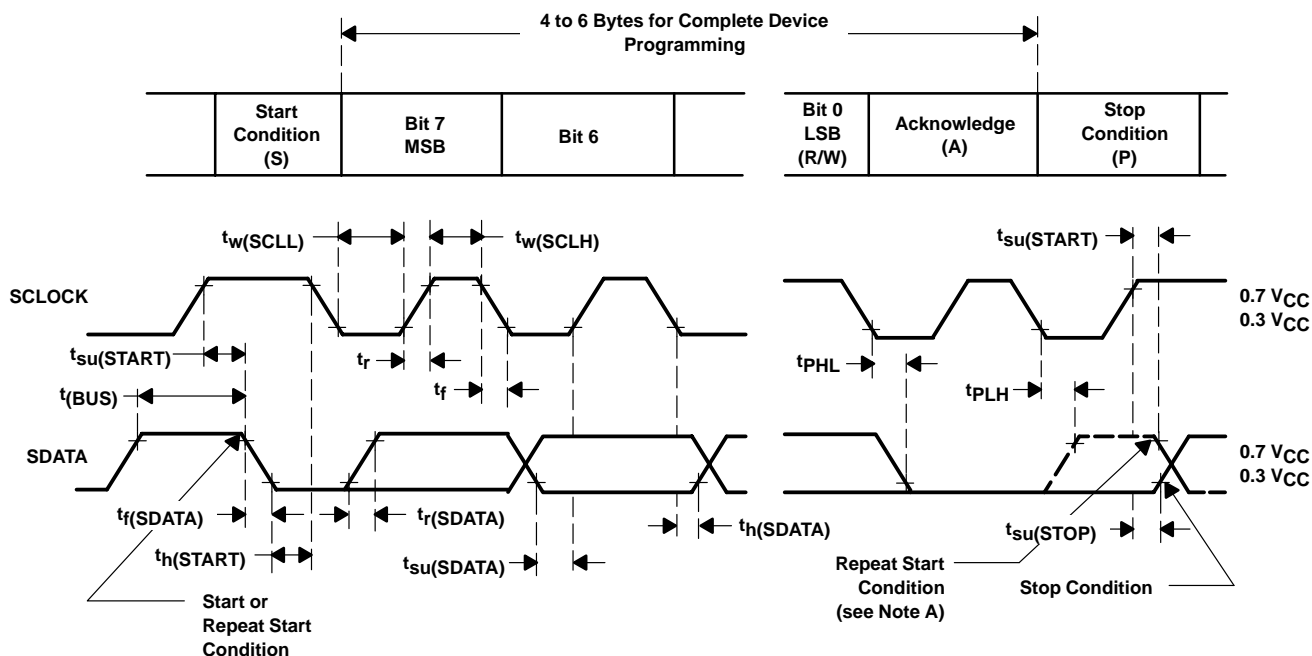 4 to 6 Bytes for Complete Device
Programming
Start
Condition
(S)
Bit 7
MSB
Bit 6
Bit 0
LSB
(R/W)
Acknowledge
(A)
Stop
Condition
(P)
tw(SCLL)
tw(SCLH)
tsu(START)
SCLOCK
0.7 VCC
0.3 VCC
tsu(START)
tr
tPHL
t(BUS)
tf
tPLH
SDATA
0.7 VCC
0.3 VCC
tf(SDATA)
tr(SDATA)
th(SDATA)
tsu(STOP)
th(START)
tsu(SDATA)
Repeat Start
Condition
(see Note A)
Stop Condition
Start or
Repeat Start
Condition